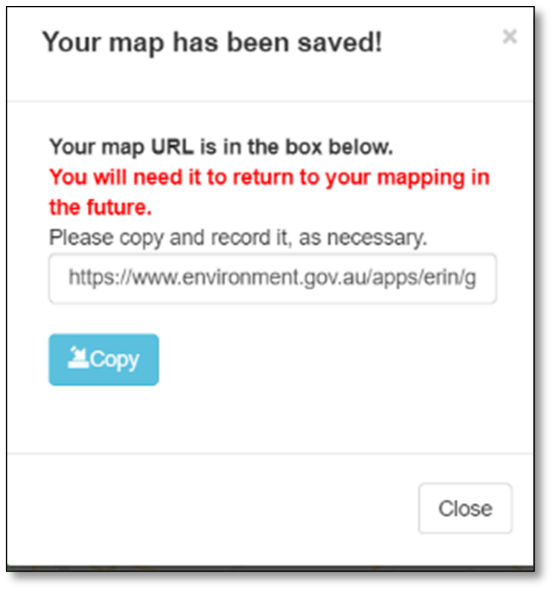 Your map has been saved!
×
Your map URL is in the box below.
You will need it to return to your mapping in
the future.
Please copy and record it, as necessary.
https://www.environment.gov.au/apps/erin/g
Copy
Close